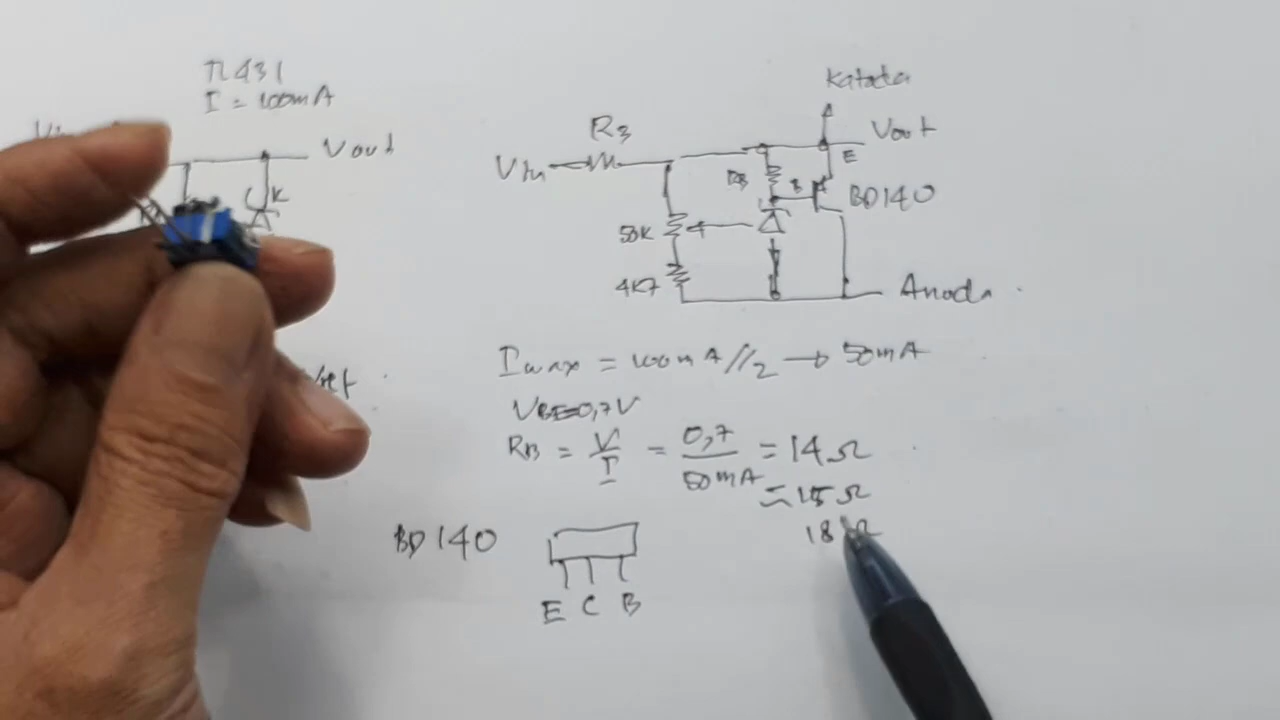 TL431
I = 100mA
Vout
K
Katoda
R3
Vout
Vin
E
RB
B
BD140
50K
4K7
Anoda
Imax = 100mA//2 → 50mA
VBE=0,7V
RB = V/I = 0,7/50mA = 14Ω
= 15Ω
18Ω
BD140
E C B